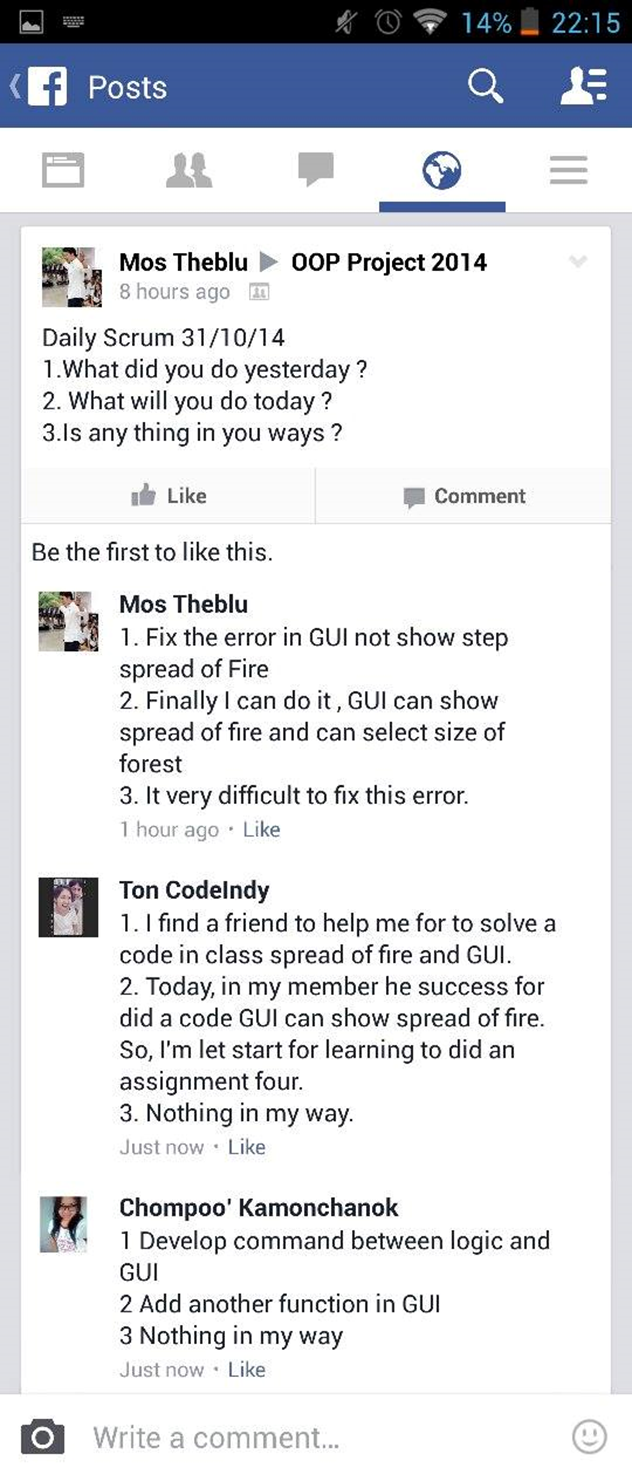 14% 22:15
Posts
Mos Theblu ▶ OOP Project 2014
8 hours ago
Daily Scrum 31/10/14
1.What did you do yesterday ?
2. What will you do today ?
3.Is any thing in you ways ?
Like Comment
Be the first to like this.
Mos Theblu
1. Fix the error in GUI not show step
spread of Fire
2. Finally I can do it , GUI can show
spread of fire and can select size of
forest
3. It very difficult to fix this error.
1 hour ago · Like
Ton CodeIndy
1. I find a friend to help me for to solve a
code in class spread of fire and GUI.
2. Today, in my member he success for
did a code GUI can show spread of fire.
So, I'm let start for learning to did an
assignment four.
3. Nothing in my way.
Just now · Like
Chompoo' Kamonchanok
1 Develop command between logic and
GUI
2 Add another function in GUI
3 Nothing in my way
Just now · Like
Write a comment...